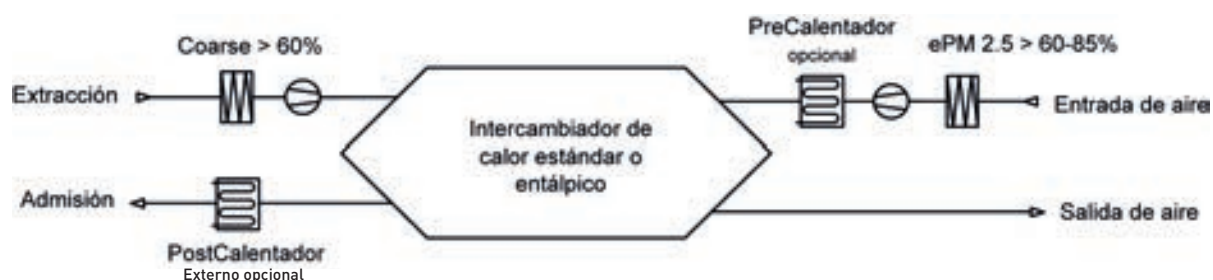 PreCalentador
opcional
Coarse > 60%
ePM 2.5 > 60-85%
Extracción
Entrada de aire
Intercambiador de
calor estándar o
entálpico
Admisión
Salida de aire
PostCalentador
Externo opcional